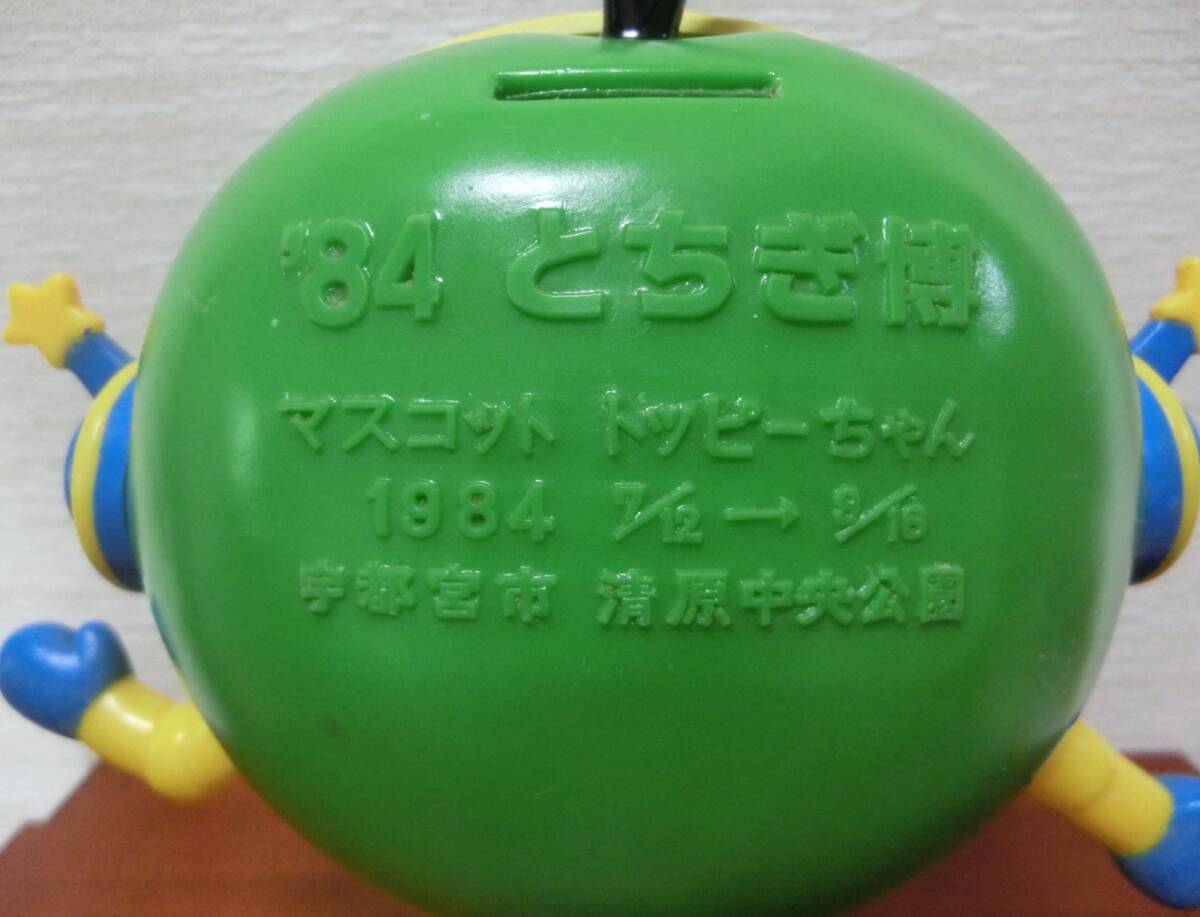 '84 とちぎ博
マスコット トッピーちゃん
1984 7/12 → 9/16
宇都宮市 清原中央公園